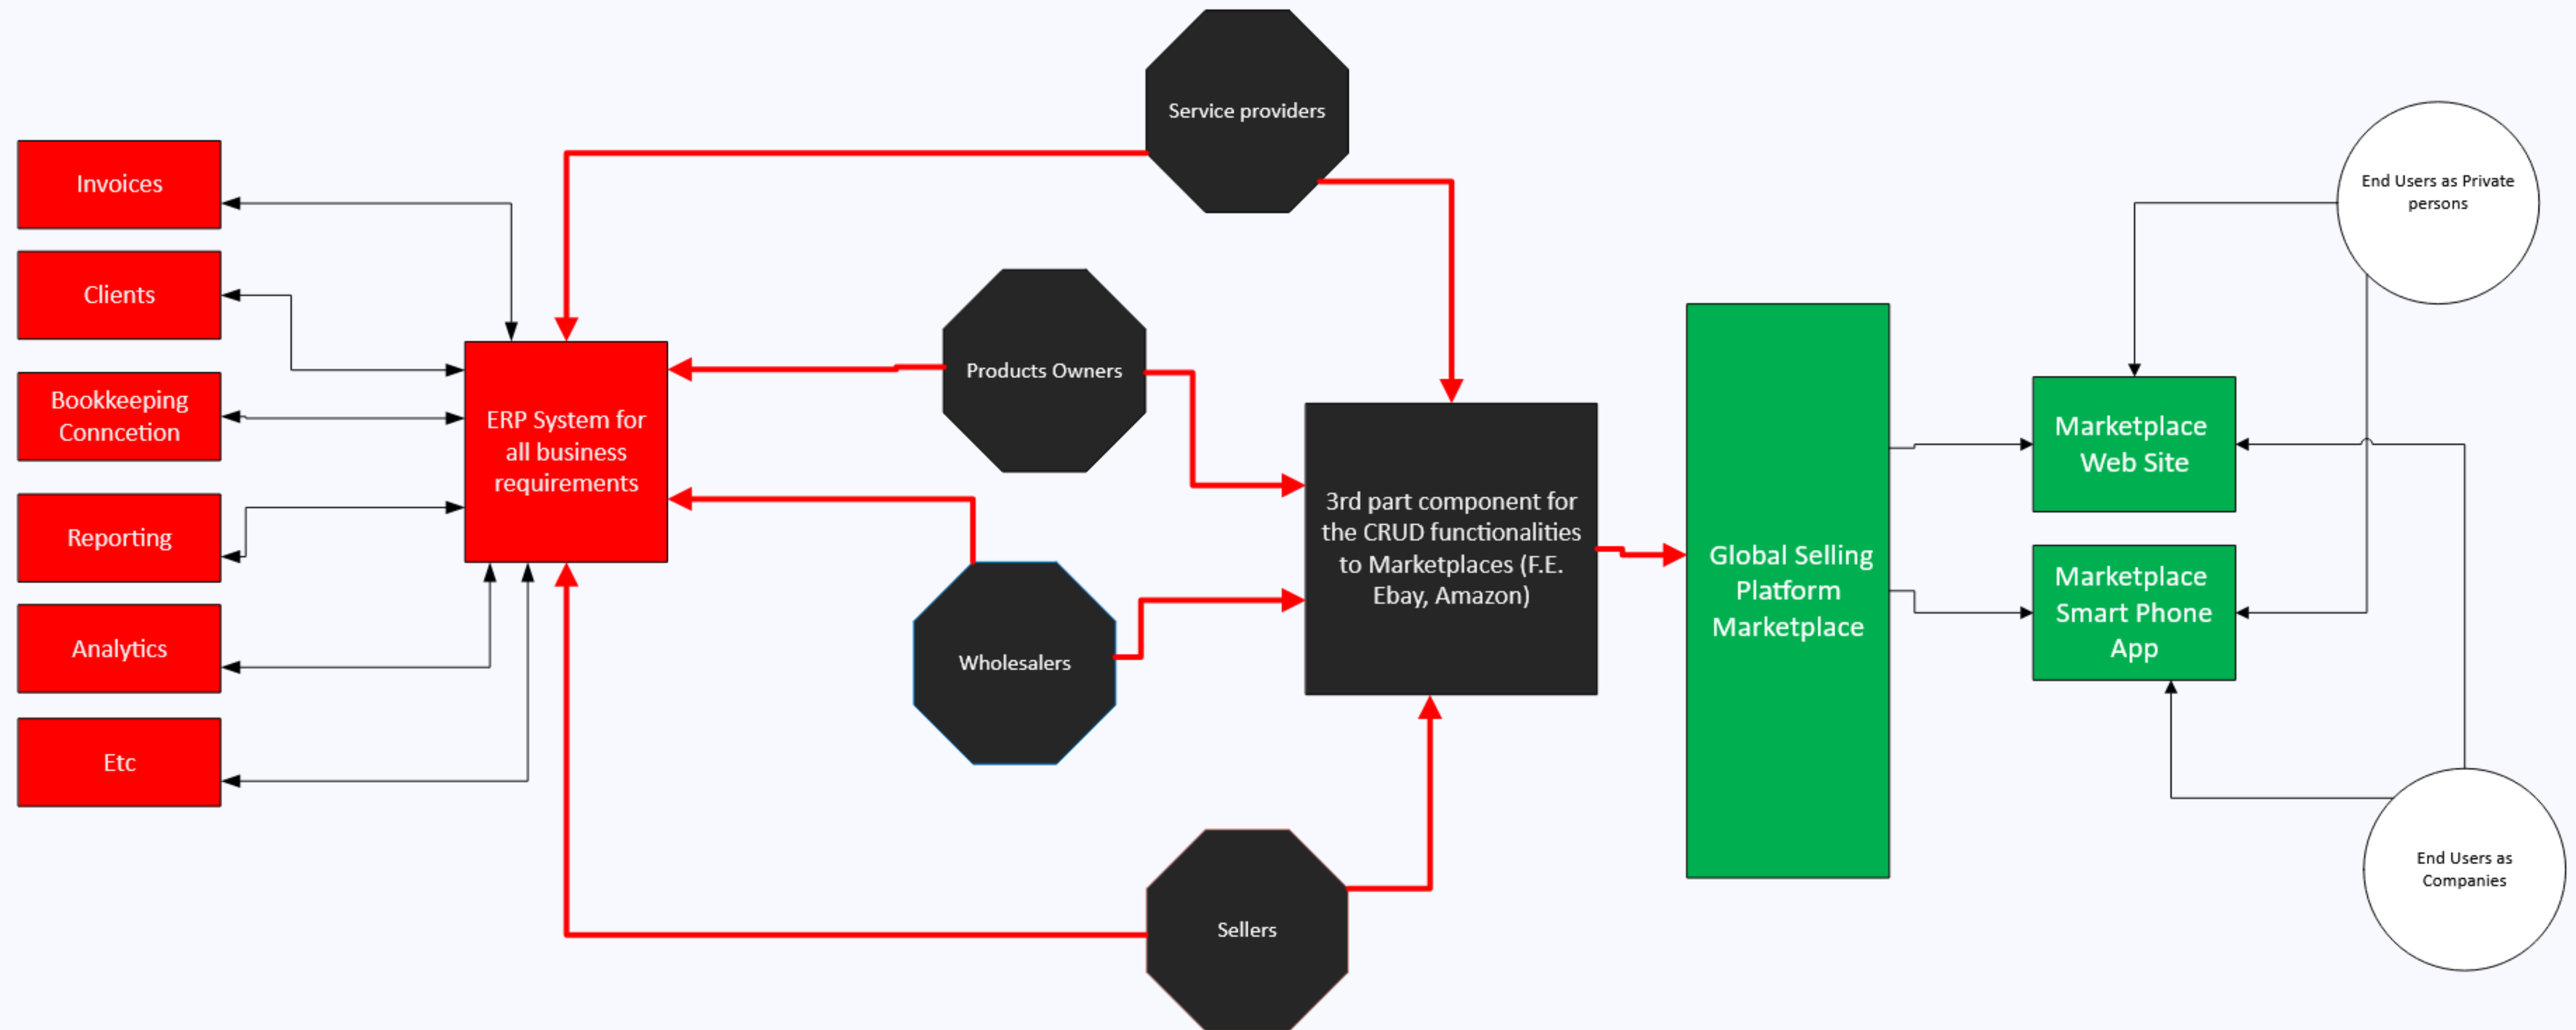 Service providers
End Users as Private
persons
Invoices
Clients
Bookkeeping
Conncetion
Reporting
Analytics
Etc
ERP System for
all business
requirements
Products Owners
Wholesalers
Sellers
3rd part component for
the CRUD functionalities
to Marketplaces (F.E.
Ebay, Amazon)
Global Selling
Platform
Marketplace
Marketplace
Web Site
Marketplace
Smart Phone
App
End Users as
Companies